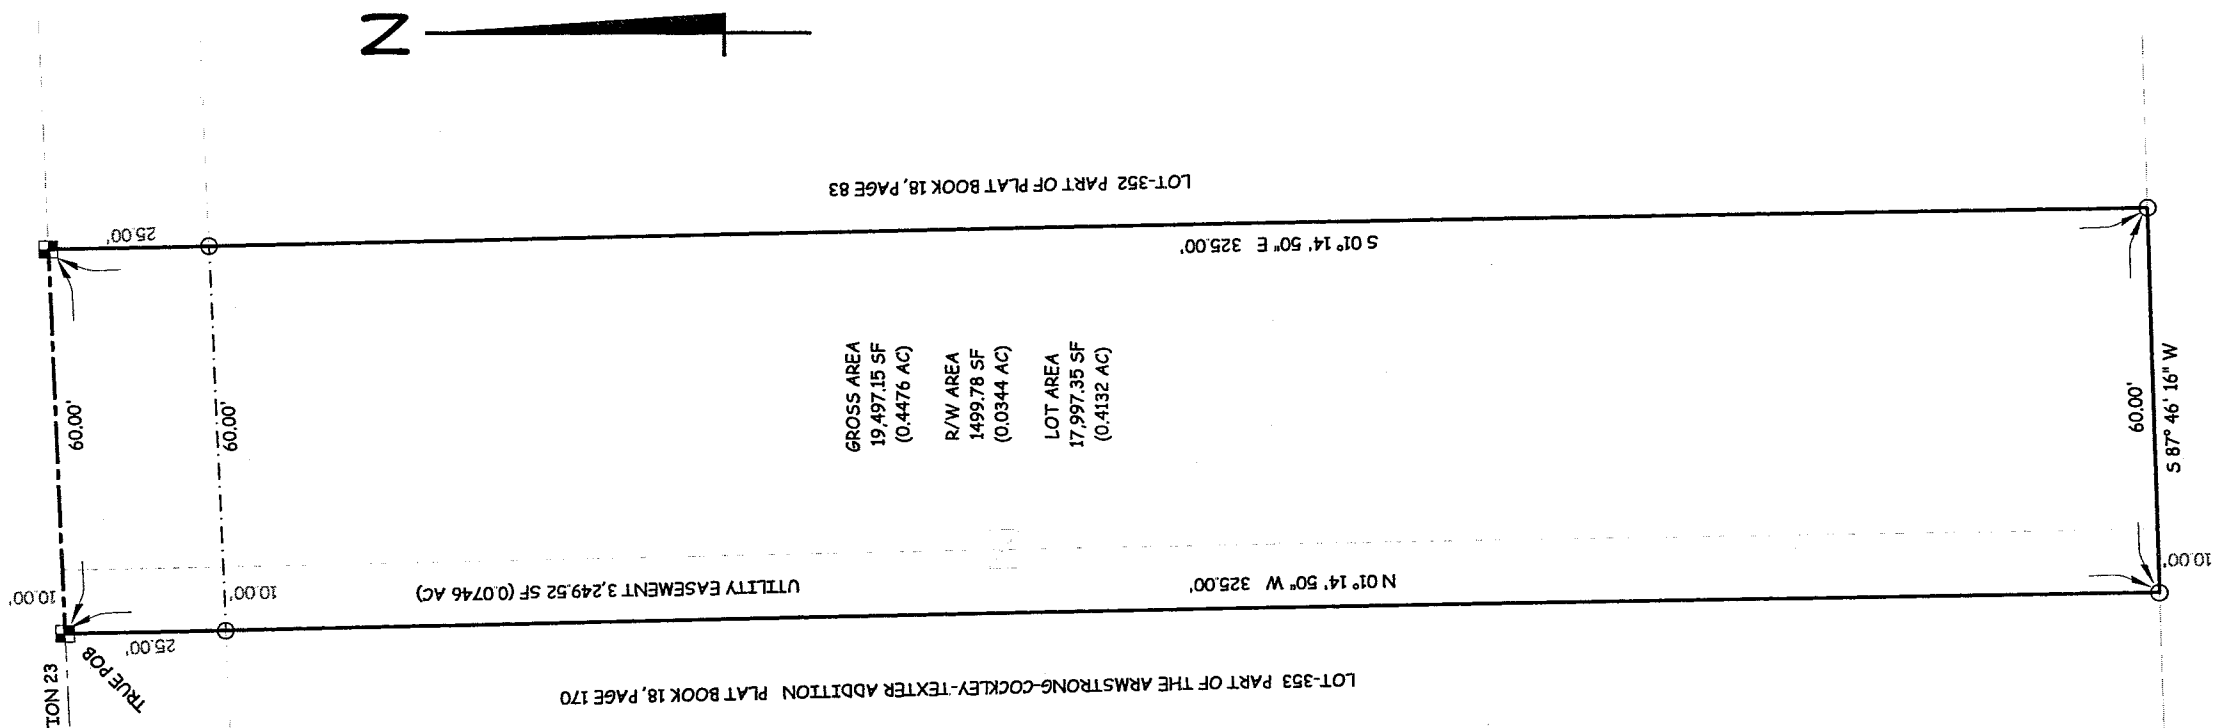 N
LOT-352 PART OF PLAT BOOK 18, PAGE 83
25.00'
S 01° 14' 50" E 325.00'
60.00'
60.00'
GROSS AREA
19,497.15 SF
(0.4476 AC)
R/W AREA
1499.78 SF
(0.0344 AC)
LOT AREA
17,997.35 SF
(0.4132 AC)
60.00'
S 87° 46' 16" W
10.00'
10.00'
UTILITY EASEMENT 3,249.52 SF (0.0746 AC)
N 01° 14' 50" W 325.00'
10.00'
25.00'
TRUE POB
TION 23
LOT-353 PART OF THE ARMSTRONG-COCKLEY-TEXTER ADDITION PLAT BOOK 18, PAGE 170